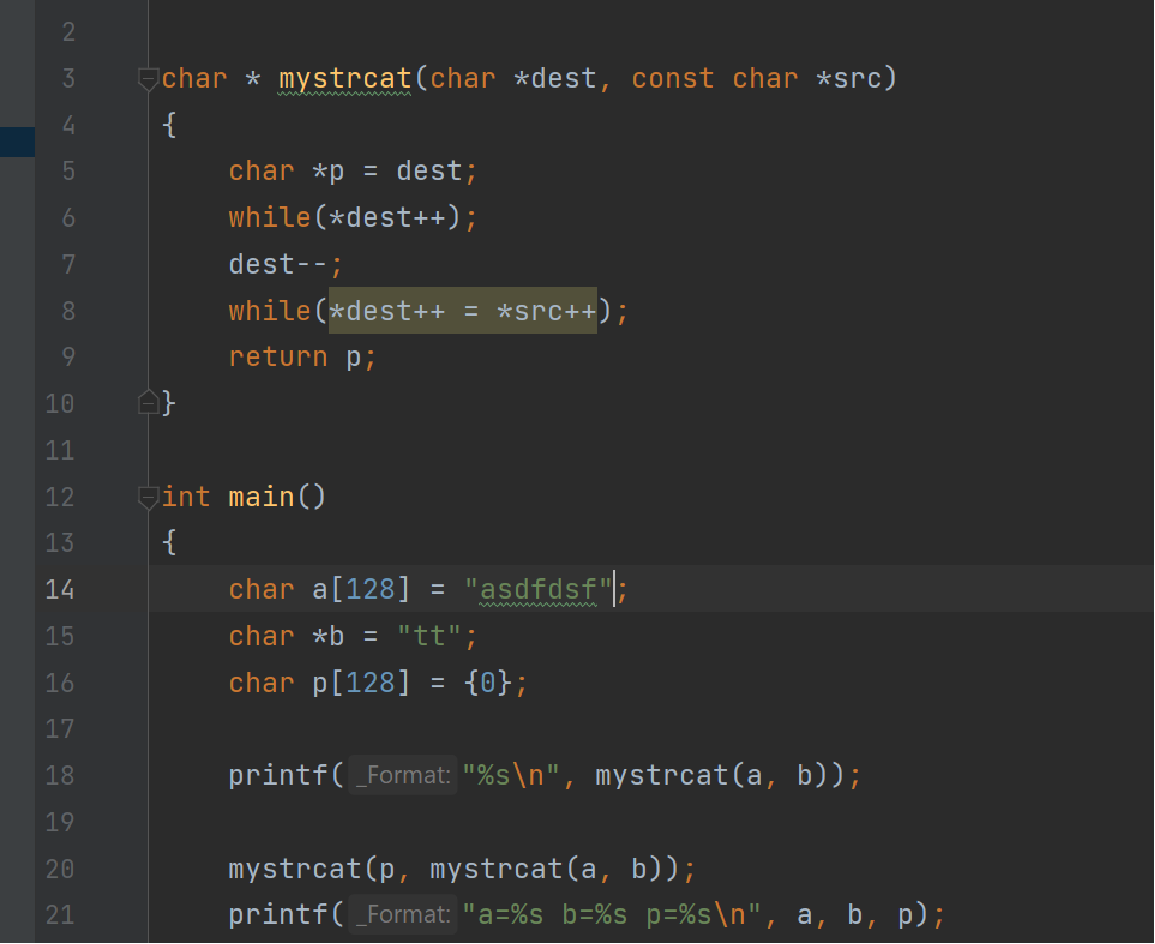 2
3 char * mystrcat(char *dest, const char *src)
4 {
5     char *p = dest;
6     while(*dest++);
7     dest--;
8     while(*dest++ = *src++);
9     return p;
10 }
11
12 int main()
13 {
14     char a[128] = "asdfdsf";
15     char *b = "tt";
16     char p[128] = {0};
17
18     printf( _Format: "%s\n", mystrcat(a, b));
19
20     mystrcat(p, mystrcat(a, b));
21     printf( _Format: "a=%s b=%s p=%s\n", a, b, p);